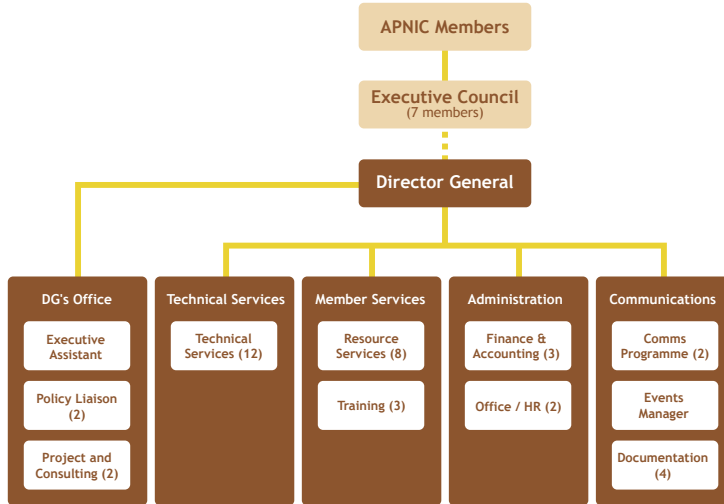 APNIC Members
Executive Council
(7 members)
Director General
DG's Office
Executive
Assistant
Policy Liaison
(2)
Project and
Consulting (2)
Technical Services
Technical
Services (12)
Member Services
Resource
Services (8)
Training (3)
Administration
Finance &
Accounting (3)
Office / HR (2)
Communications
Comms
Programme (2)
Events
Manager
Documentation
(4)